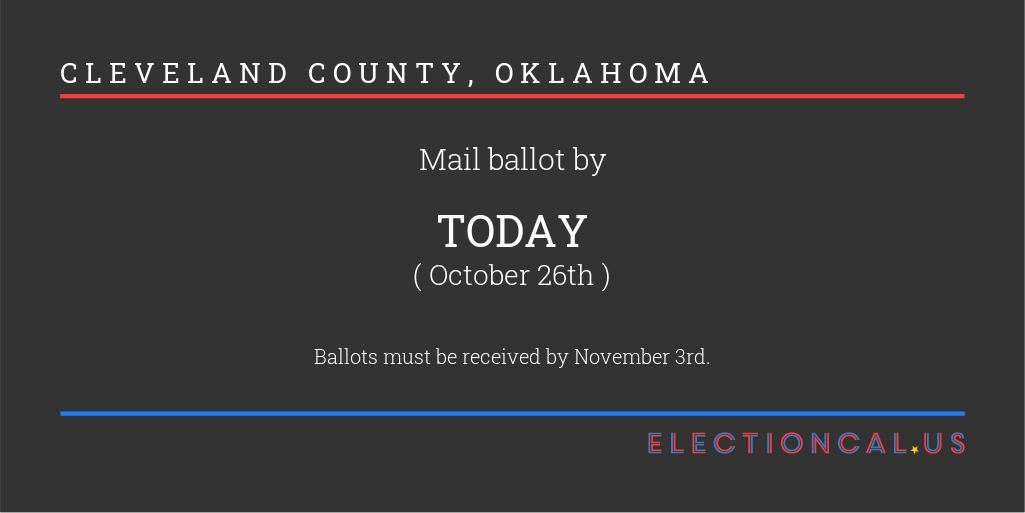 CLEVELAND COUNTY, OKLAHOMA
Mail ballot by
TODAY
( October 26th )
Ballots must be received by November 3rd.
ELECTIONCAL.US